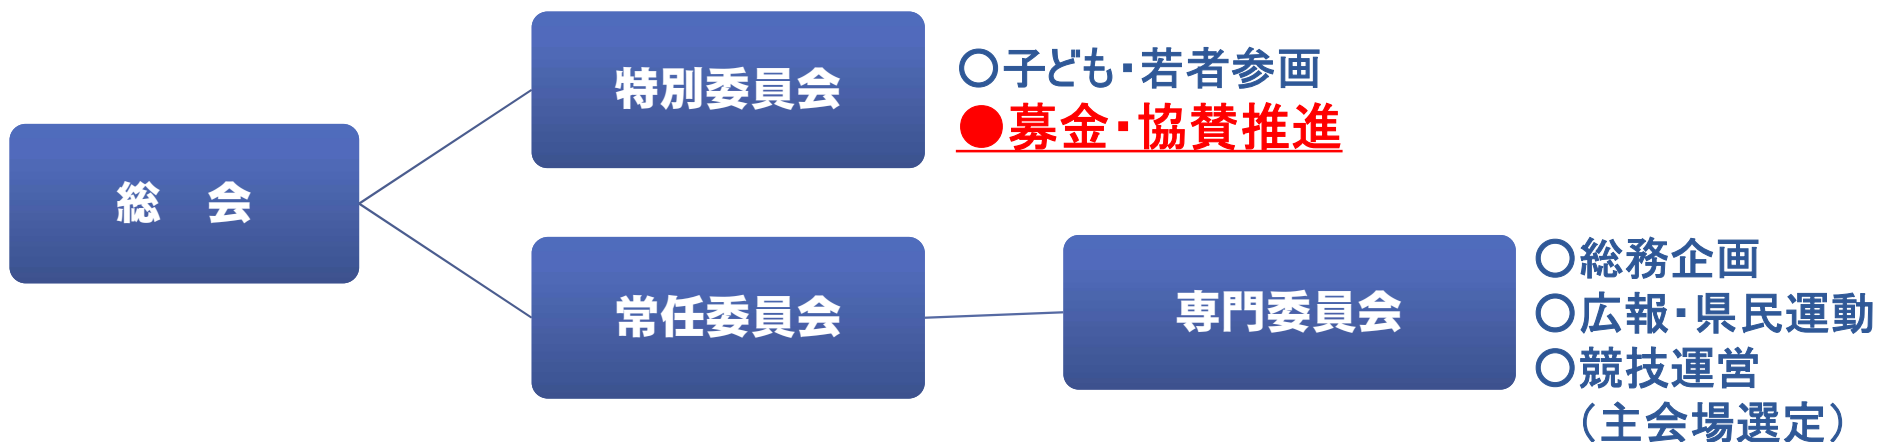 特別委員会
○子ども・若者参画
●募金・協賛推進
総　会
常任委員会
専門委員会
○総務企画
○広報・県民運動
○競技運営
（主会場選定）